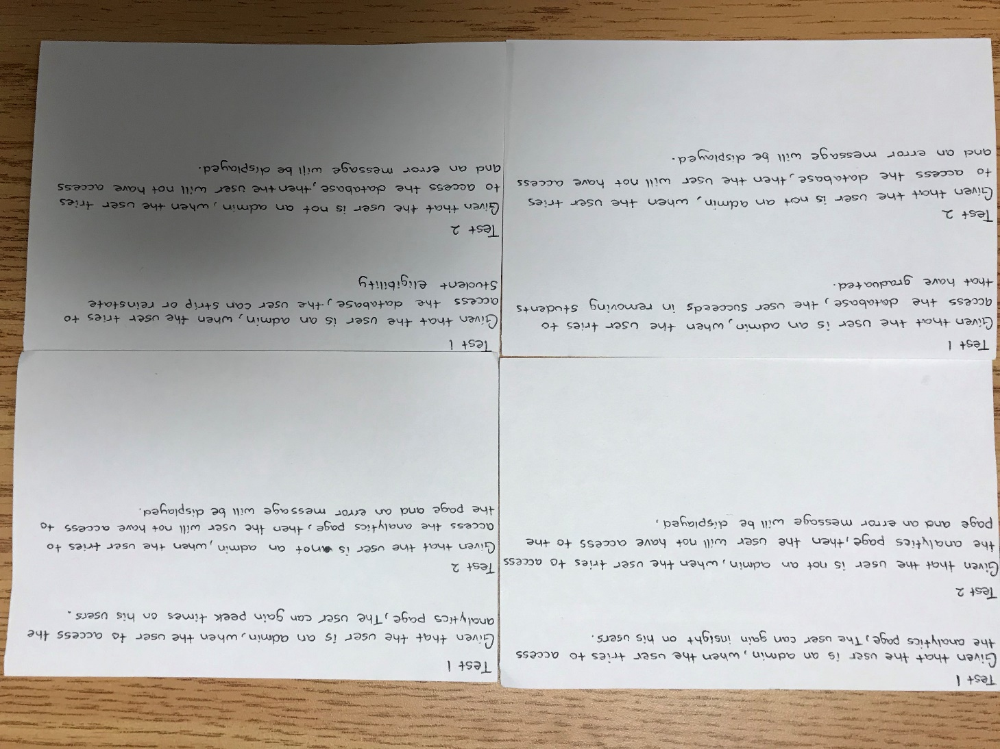 Test 1
Given that the user is an admin, when the user tries to access
the analytics page, The user can gain insight on his users.
Test 2
Given that the user is not an admin, when the user tries to access
the analytics page, then the user will not have access to the
page and an error message will be displayed.
Test 1
Given that the user is an admin, when the user to access the
analytics page, The user can gain peek times on his users.
Test 2
Given that the user is not an admin, when the user tries to
access the analytics page, then the user will not have access to
the page and an error message will be displayed.
Test 1
Given that the user is an admin, when the user tries to
access the database, the user succeeds in removing students
that have graduated.
Test 2
Given that the user is not an admin, when the user tries
to access the database, then the user will not have access
and an error message will be displayed.
Test 1
Given that the user is an admin, when the user tries to
access the database, the user can strip or reinstate
Student eligibility
Test 2
Given that the user is not an admin, when the user tries
to access the database, then the user will not have access
and an error message will be displayed.